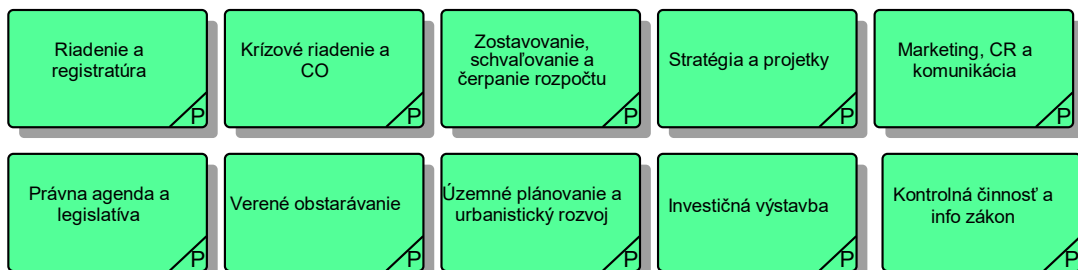 Riadenie a
registratúra
P
Krízové riadenie a
CO
P
Zostavovanie,
schvaľovanie a
čerpanie rozpočtu
P
Stratégia a projetky
P
Marketing, CR a
komunikácia
P
Právna agenda a
legislatíva
P
Verené obstarávanie
P
Územné plánovanie a
urbanistický rozvoj
P
Investičná výstavba
P
Kontrolná činnosť a
info zákon
P